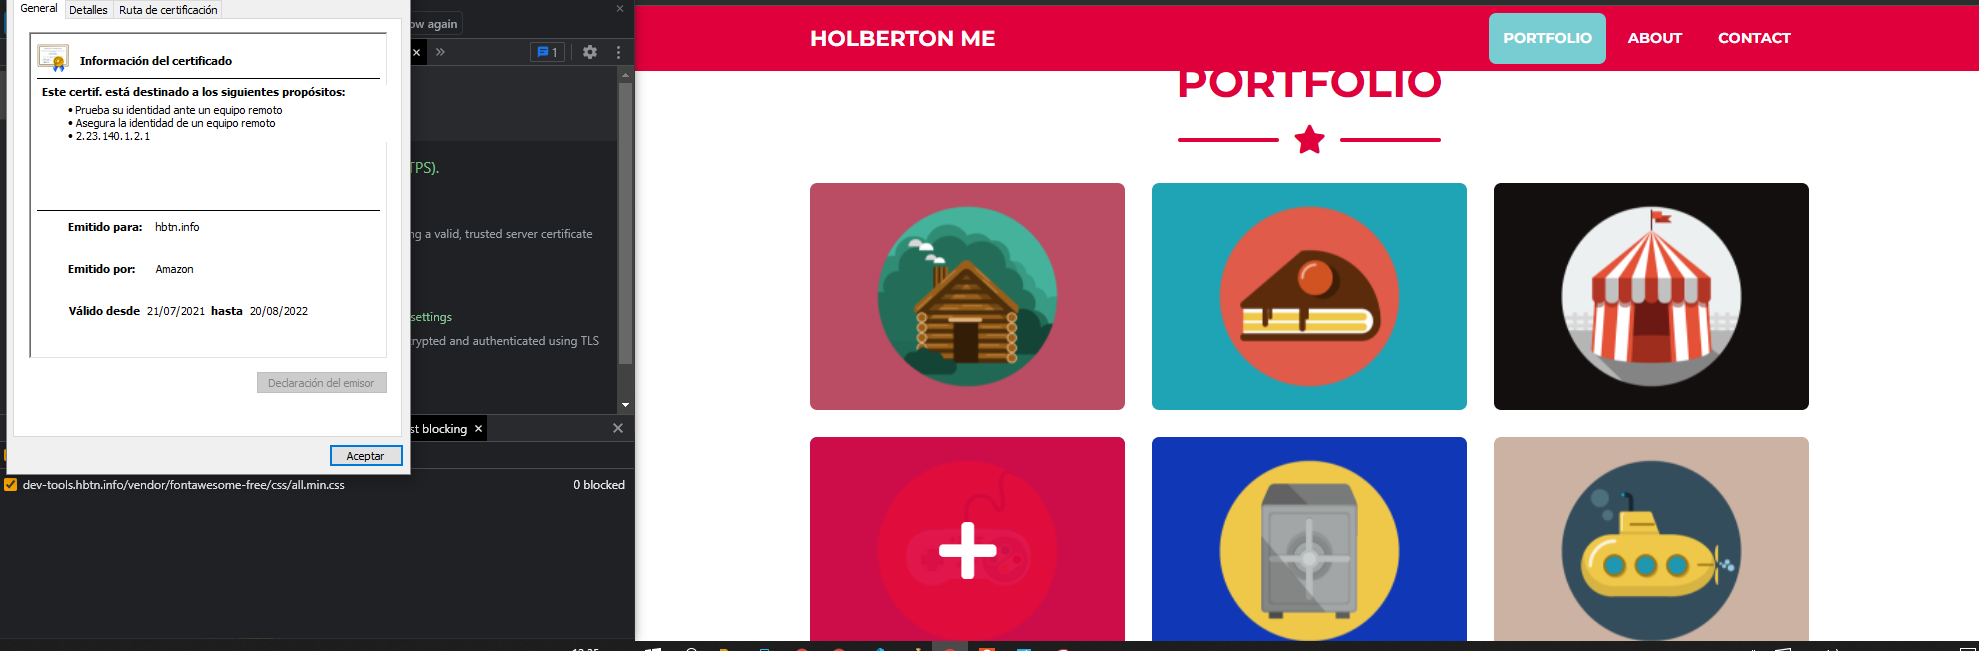 General Detalles Ruta de certificación
Información del certificado
Este certif. está destinado a los siguientes propósitos:
• Prueba su identidad ante un equipo remoto
• Asegura la identidad de un equipo remoto
• 2.23.140.1.2.1
Emitido para: hbtn.info
Emitido por: Amazon
Válido desde 21/07/2021 hasta 20/08/2022
Declaración del emisor
Aceptar
ow again
1
TPS).
ng a valid, trusted server certificate
settings
crypted and authenticated using TLS
st blocking
dev-tools.hbtn.info/vendor/fontawesome-free/css/all.min.css 0 blocked
HOLBERTON ME PORTFOLIO ABOUT CONTACT
PORTFOLIO